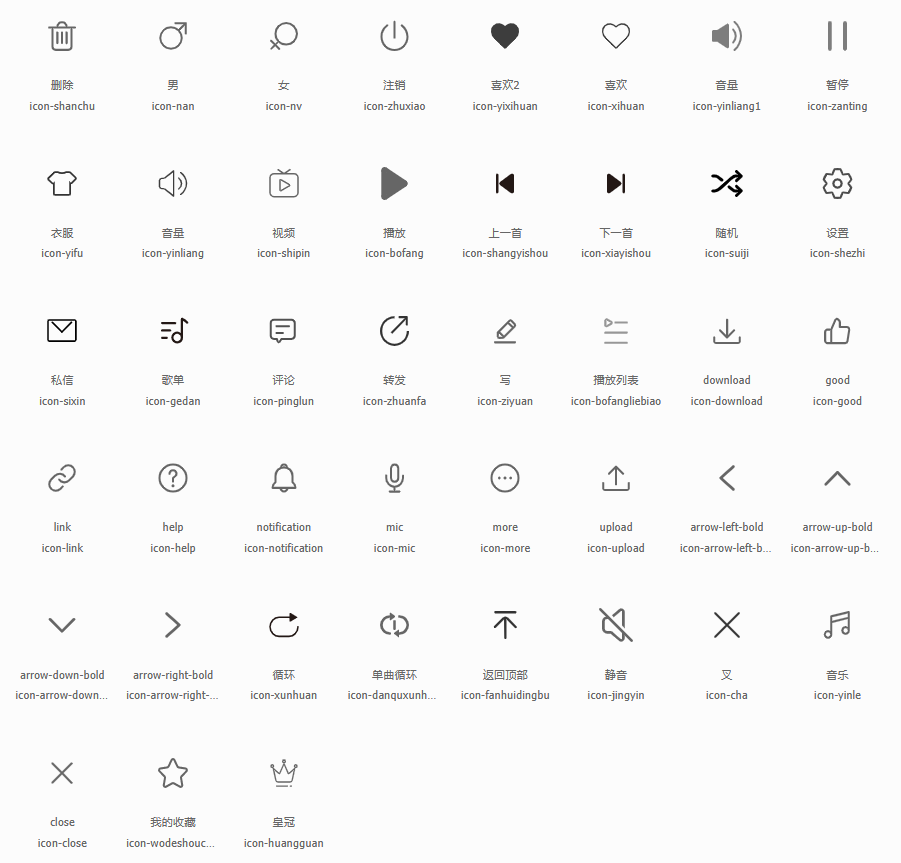 删除 男 女 注销 喜欢2 喜欢 音量 暂停
icon-shanchu icon-nan icon-nv icon-zhuxiao icon-yixihuan icon-xihuan icon-yinliang1 icon-zanting
衣服 音量 视频 播放 上一首 下一首 随机 设置
icon-yifu icon-yinliang icon-shipin icon-bofang icon-shangyishou icon-xiayishou icon-suiji icon-shezhi
私信 歌单 评论 转发 写 播放列表 download good
icon-sixin icon-gedan icon-pinglun icon-zhuanfa icon-ziyuan icon-bofangliebiao icon-download icon-good
link help notification mic more upload arrow-left-bold arrow-up-bold
icon-link icon-help icon-notification icon-mic icon-more icon-upload icon-arrow-left-b... icon-arrow-up-b...
arrow-down-bold arrow-right-bold 循环 单曲循环 返回顶部 静音 叉 音乐
icon-arrow-down... icon-arrow-right-... icon-xunhuan icon-danquxunh... icon-fanhuidingbu icon-jingyin icon-cha icon-yinle
close 我的收藏 皇冠
icon-close icon-wodeshouc... icon-huangguan